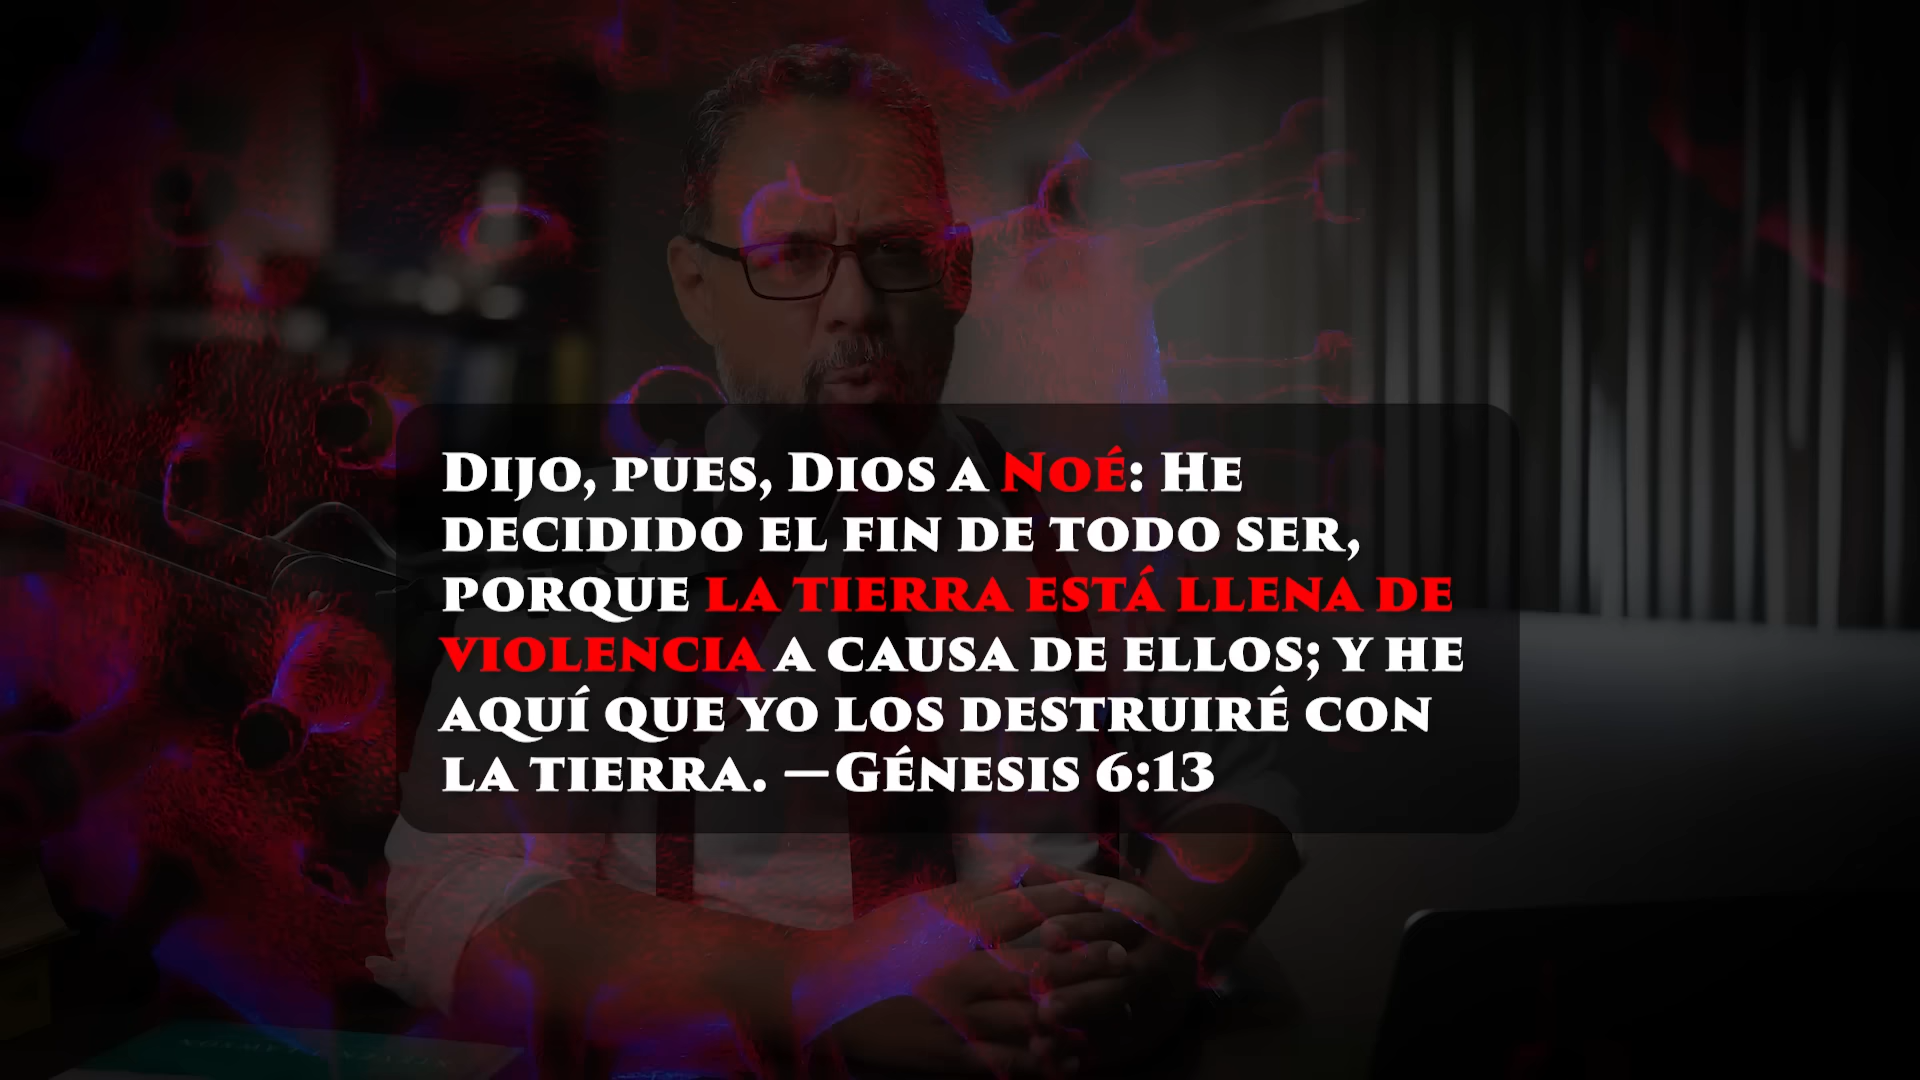 Dijo, pues, Dios a Noé: He
decidido el fin de todo ser,
porque la tierra está llena de
violencia a causa de ellos; y he
aquí que yo los destruiré con
la tierra. —Génesis 6:13